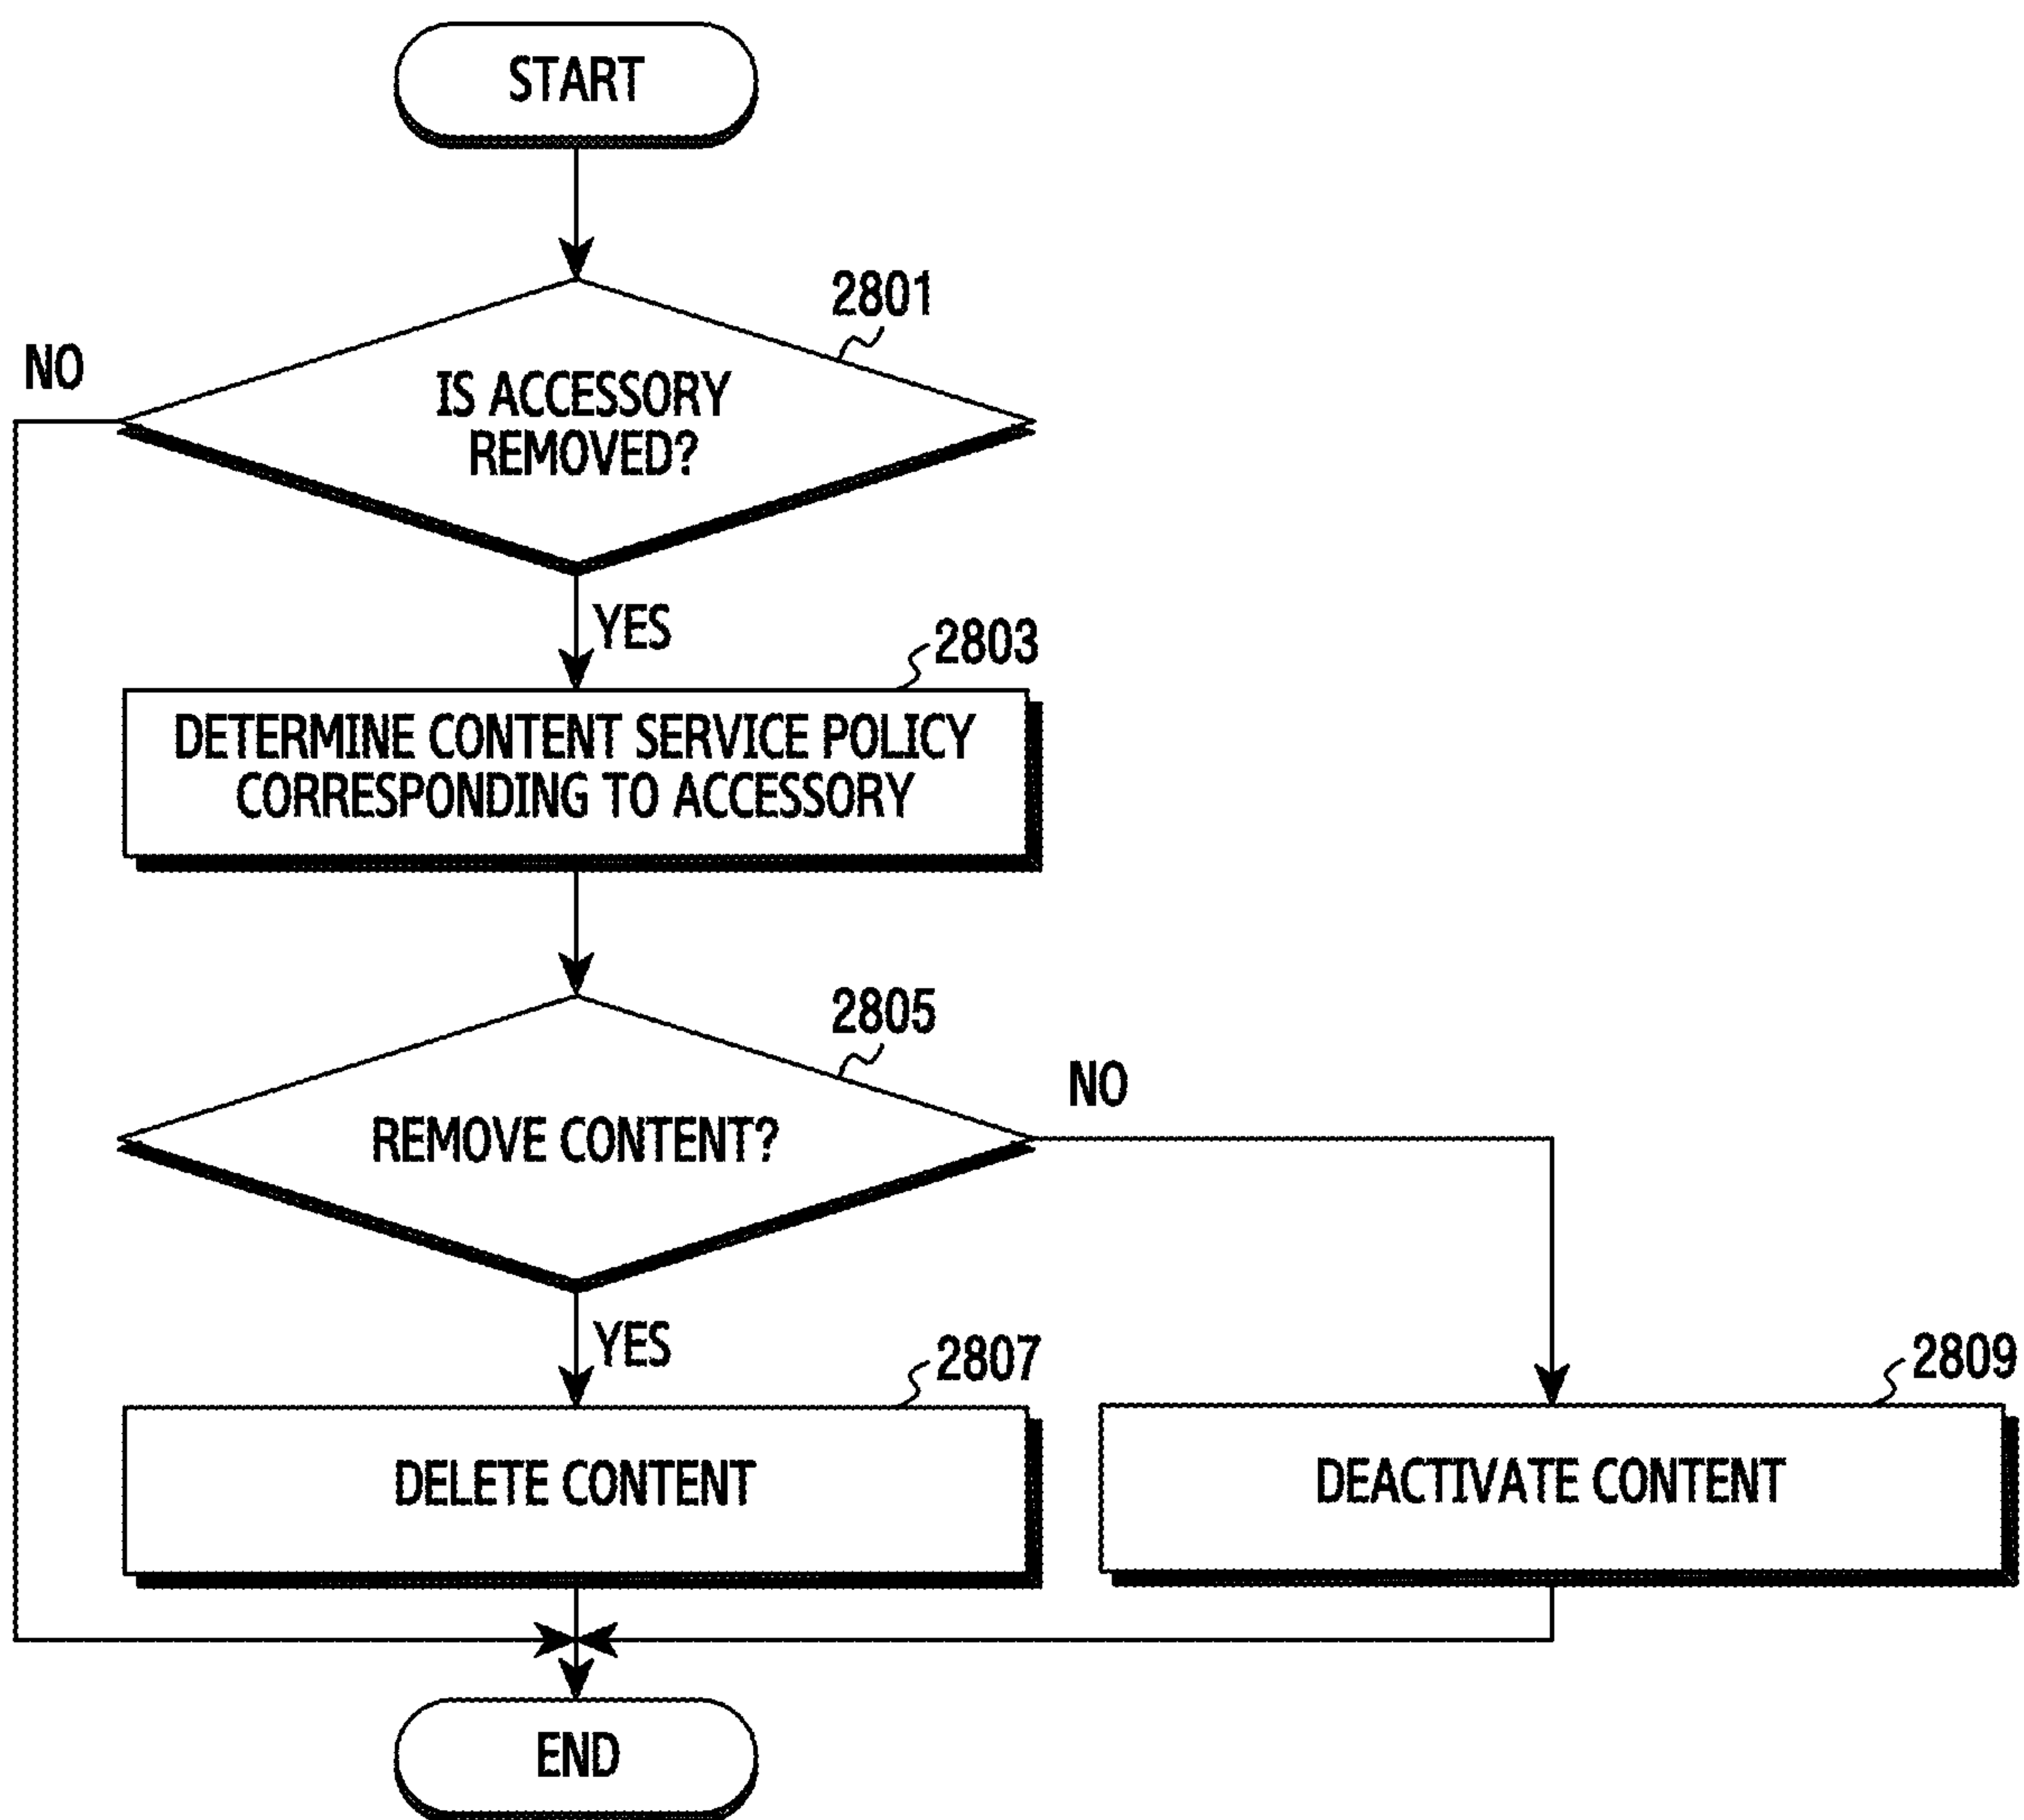 START
2801
NO
IS ACCESSORY
REMOVED?
YES
2803
DETERMINE CONTENT SERVICE POLICY
CORRESPONDING TO ACCESSORY
2805
NO
REMOVE CONTENT?
YES
2807
2809
DELETE CONTENT
DEACTIVATE CONTENT
END